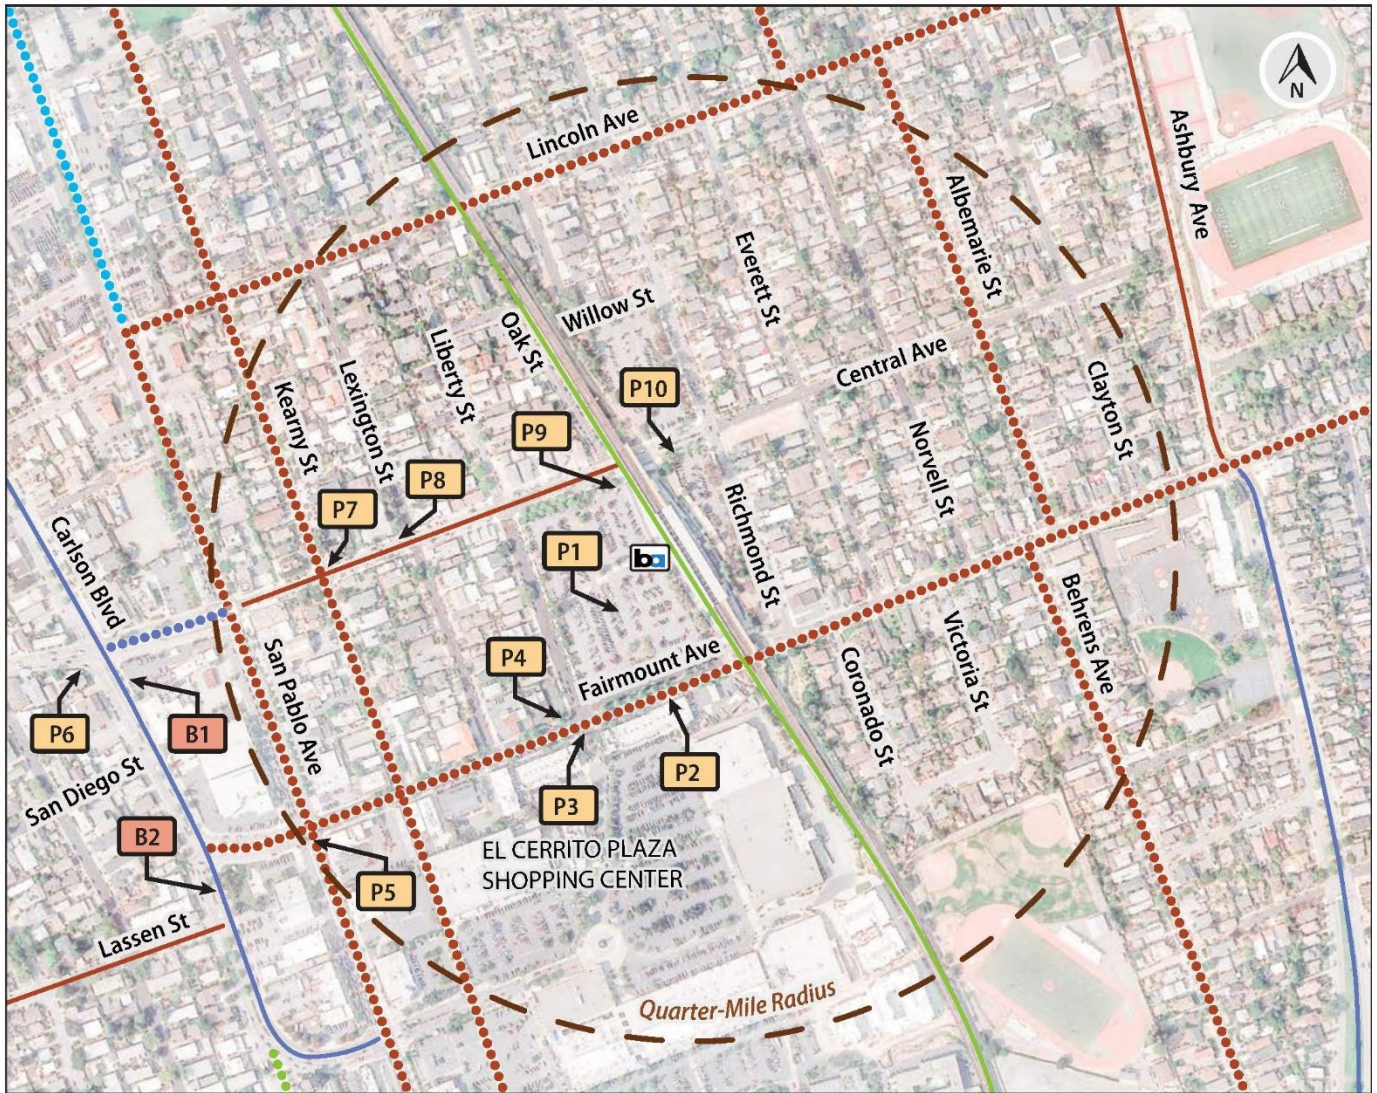 N
Lincoln Ave
Ashbury Ave
Albemarie St
Everett St
Willow St
Oak St
Liberty St
Lexington St
Kearny St
Central Ave
Clayton St
P10
P9
P8
P7
Norvell St
Richmond St
Carlson Blvd
P1
ba
Behrens Ave
Victoria St
Coronado St
San Pablo Ave
P4
Fairmount Ave
P6
B1
San Diego St
P2
P3
B2
EL CERRITO PLAZA
SHOPPING CENTER
P5
Lassen St
Quarter-Mile Radius